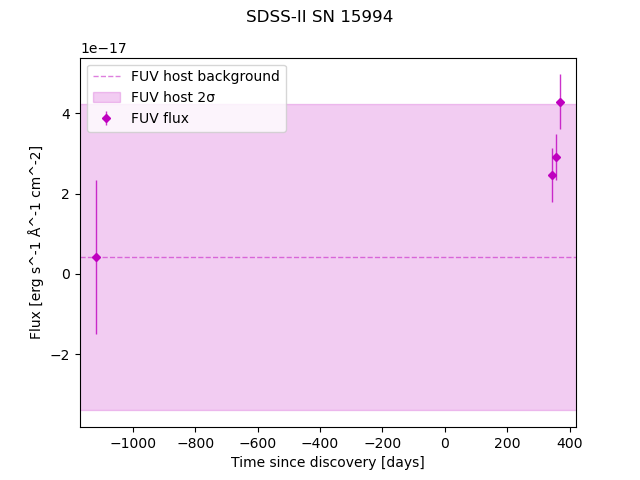 SDSS-II SN 15994
1e−17
FUV host background
FUV host 2σ
FUV flux
4
2
0
−2
Flux [erg s^-1 Å^-1 cm^-2]
−1000 −800 −600 −400 −200 0 200 400
Time since discovery [days]